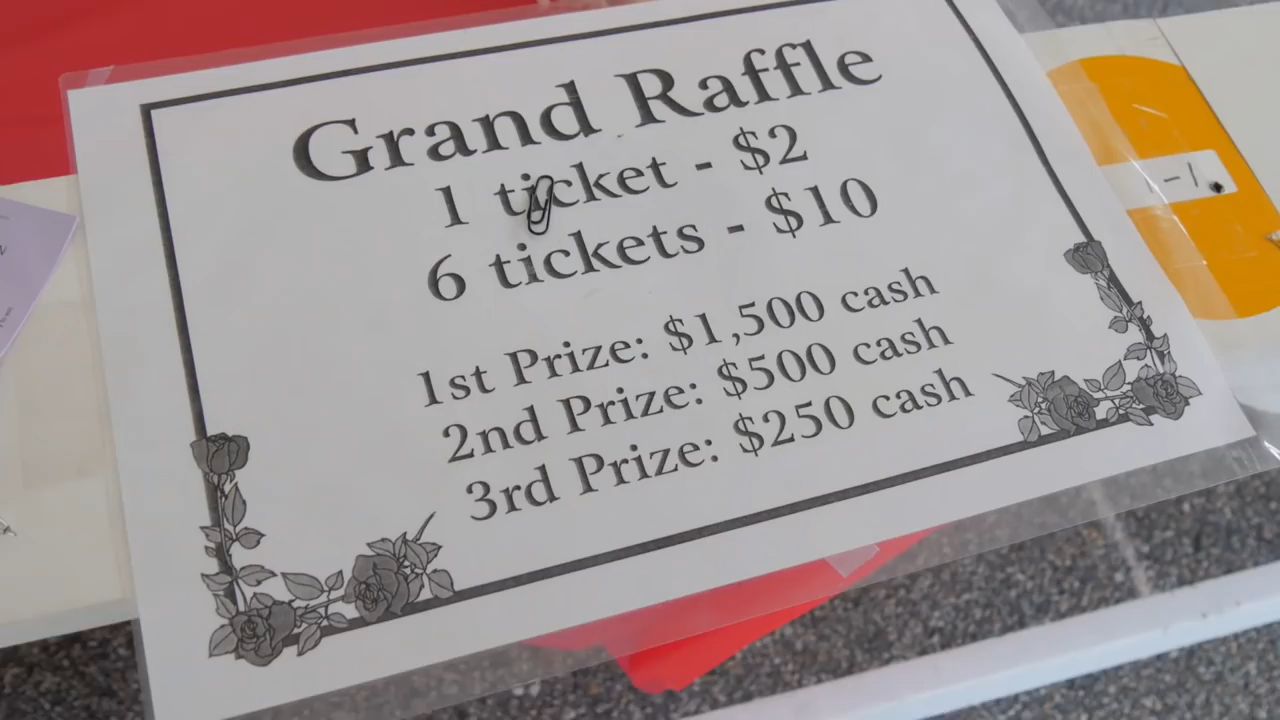 Grand Raffle
1 ticket - $2
6 tickets - $10
1st Prize: $1,500 cash
2nd Prize: $500 cash
3rd Prize: $250 cash